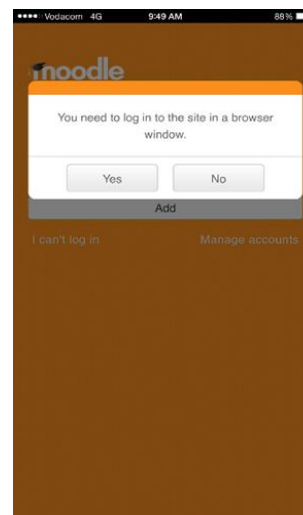 Vodacom 4G 9:49 AM 88%
moodle
You need to log in to the site in a browser
window.
Yes No
Add
I can't log in Manage accounts